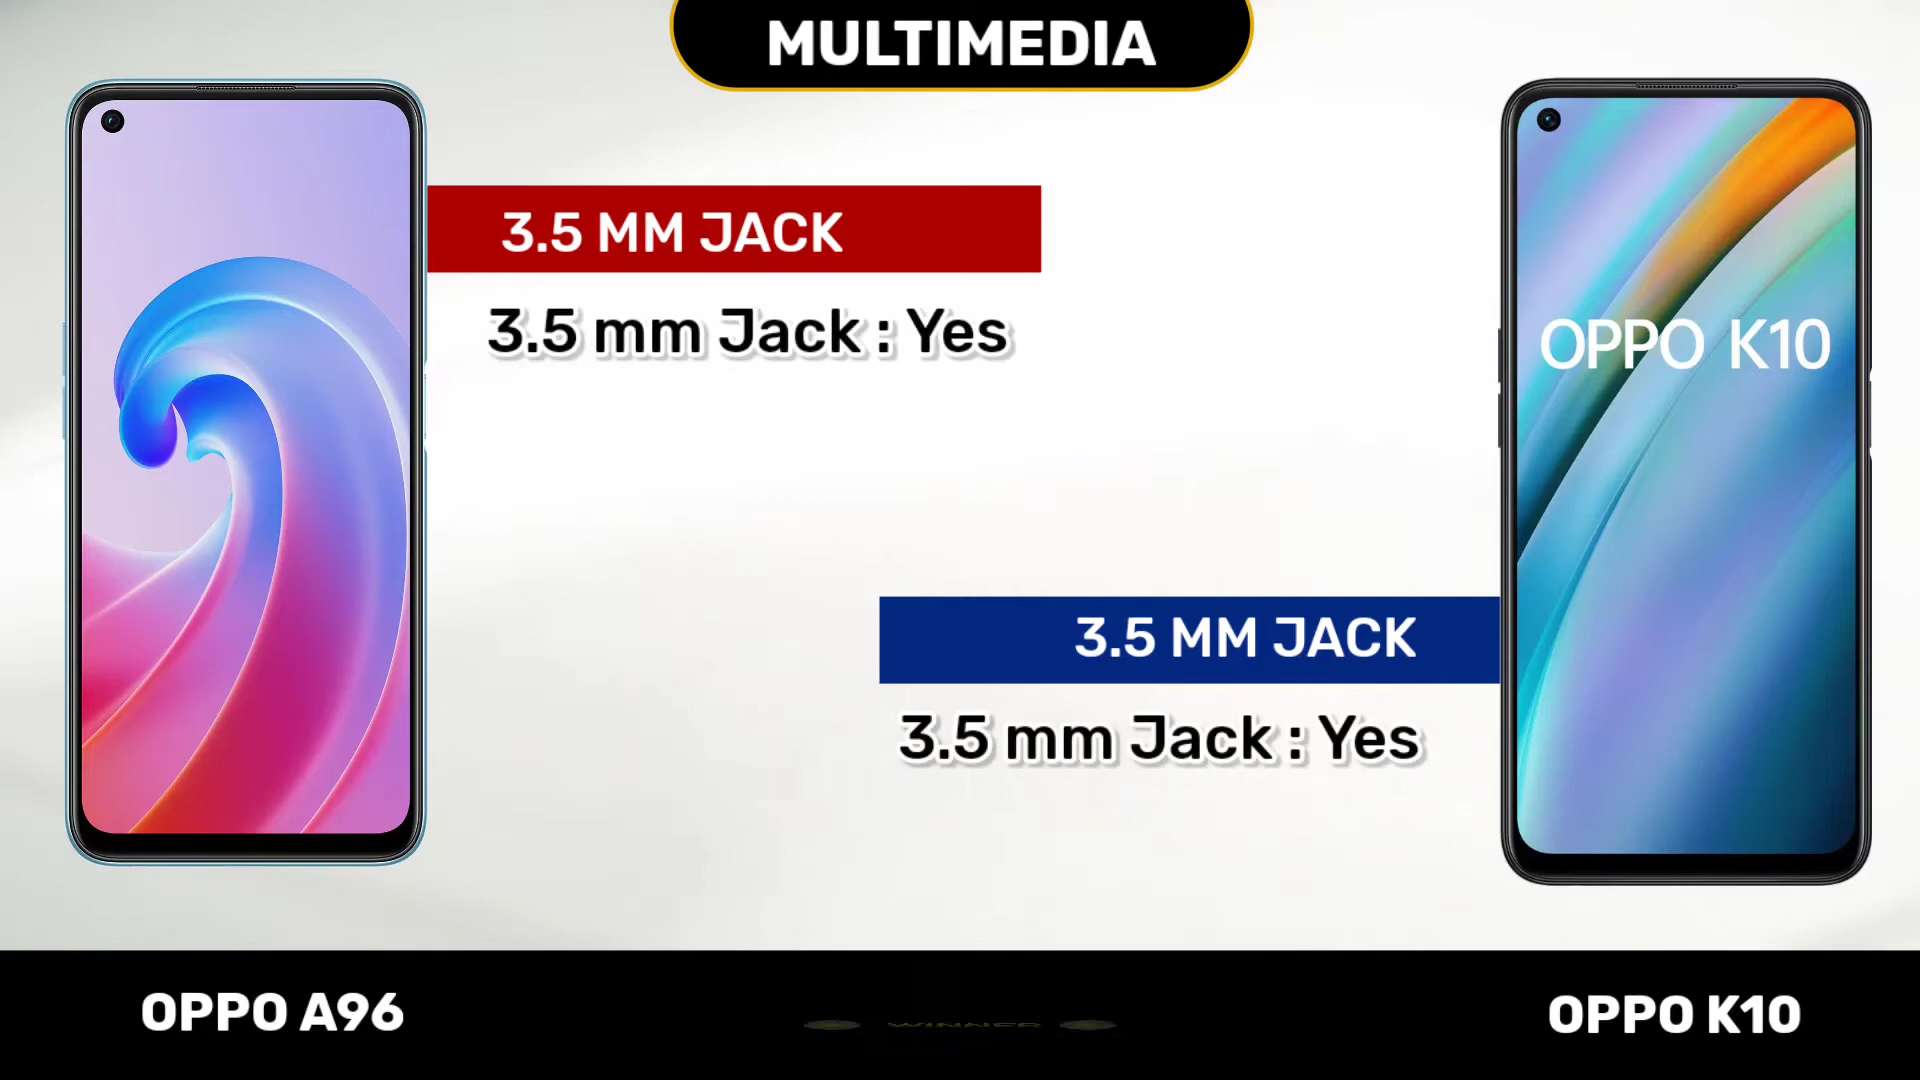 MULTIMEDIA
3.5 MM JACK
3.5 mm Jack : Yes
OPPO K10
3.5 MM JACK
3.5 mm Jack : Yes
OPPO A96
WINNER
OPPO K10